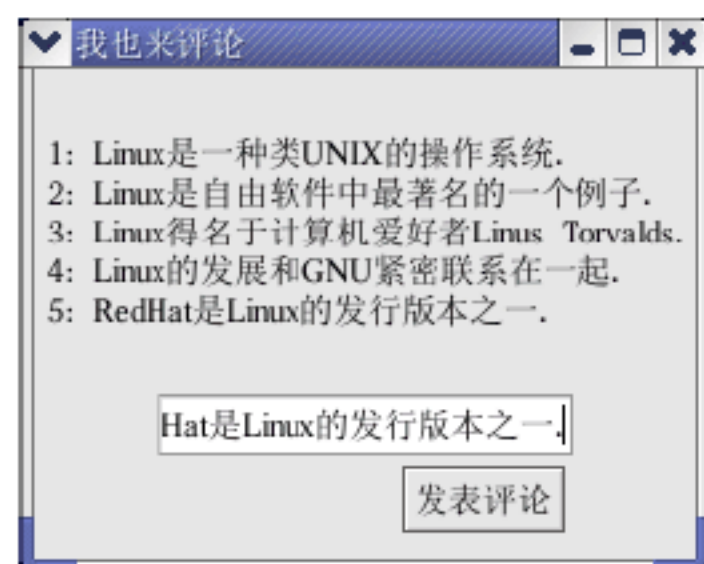 我也来评论
1: Linux是一种类UNIX的操作系统.
2: Linux是自由软件中最著名的一个例子.
3: Linux得名于计算机爱好者Linus Torvalds.
4: Linux的发展和GNU紧密联系在一起.
5: RedHat是Linux的发行版本之一.
Hat是Linux的发行版本之一.
发表评论